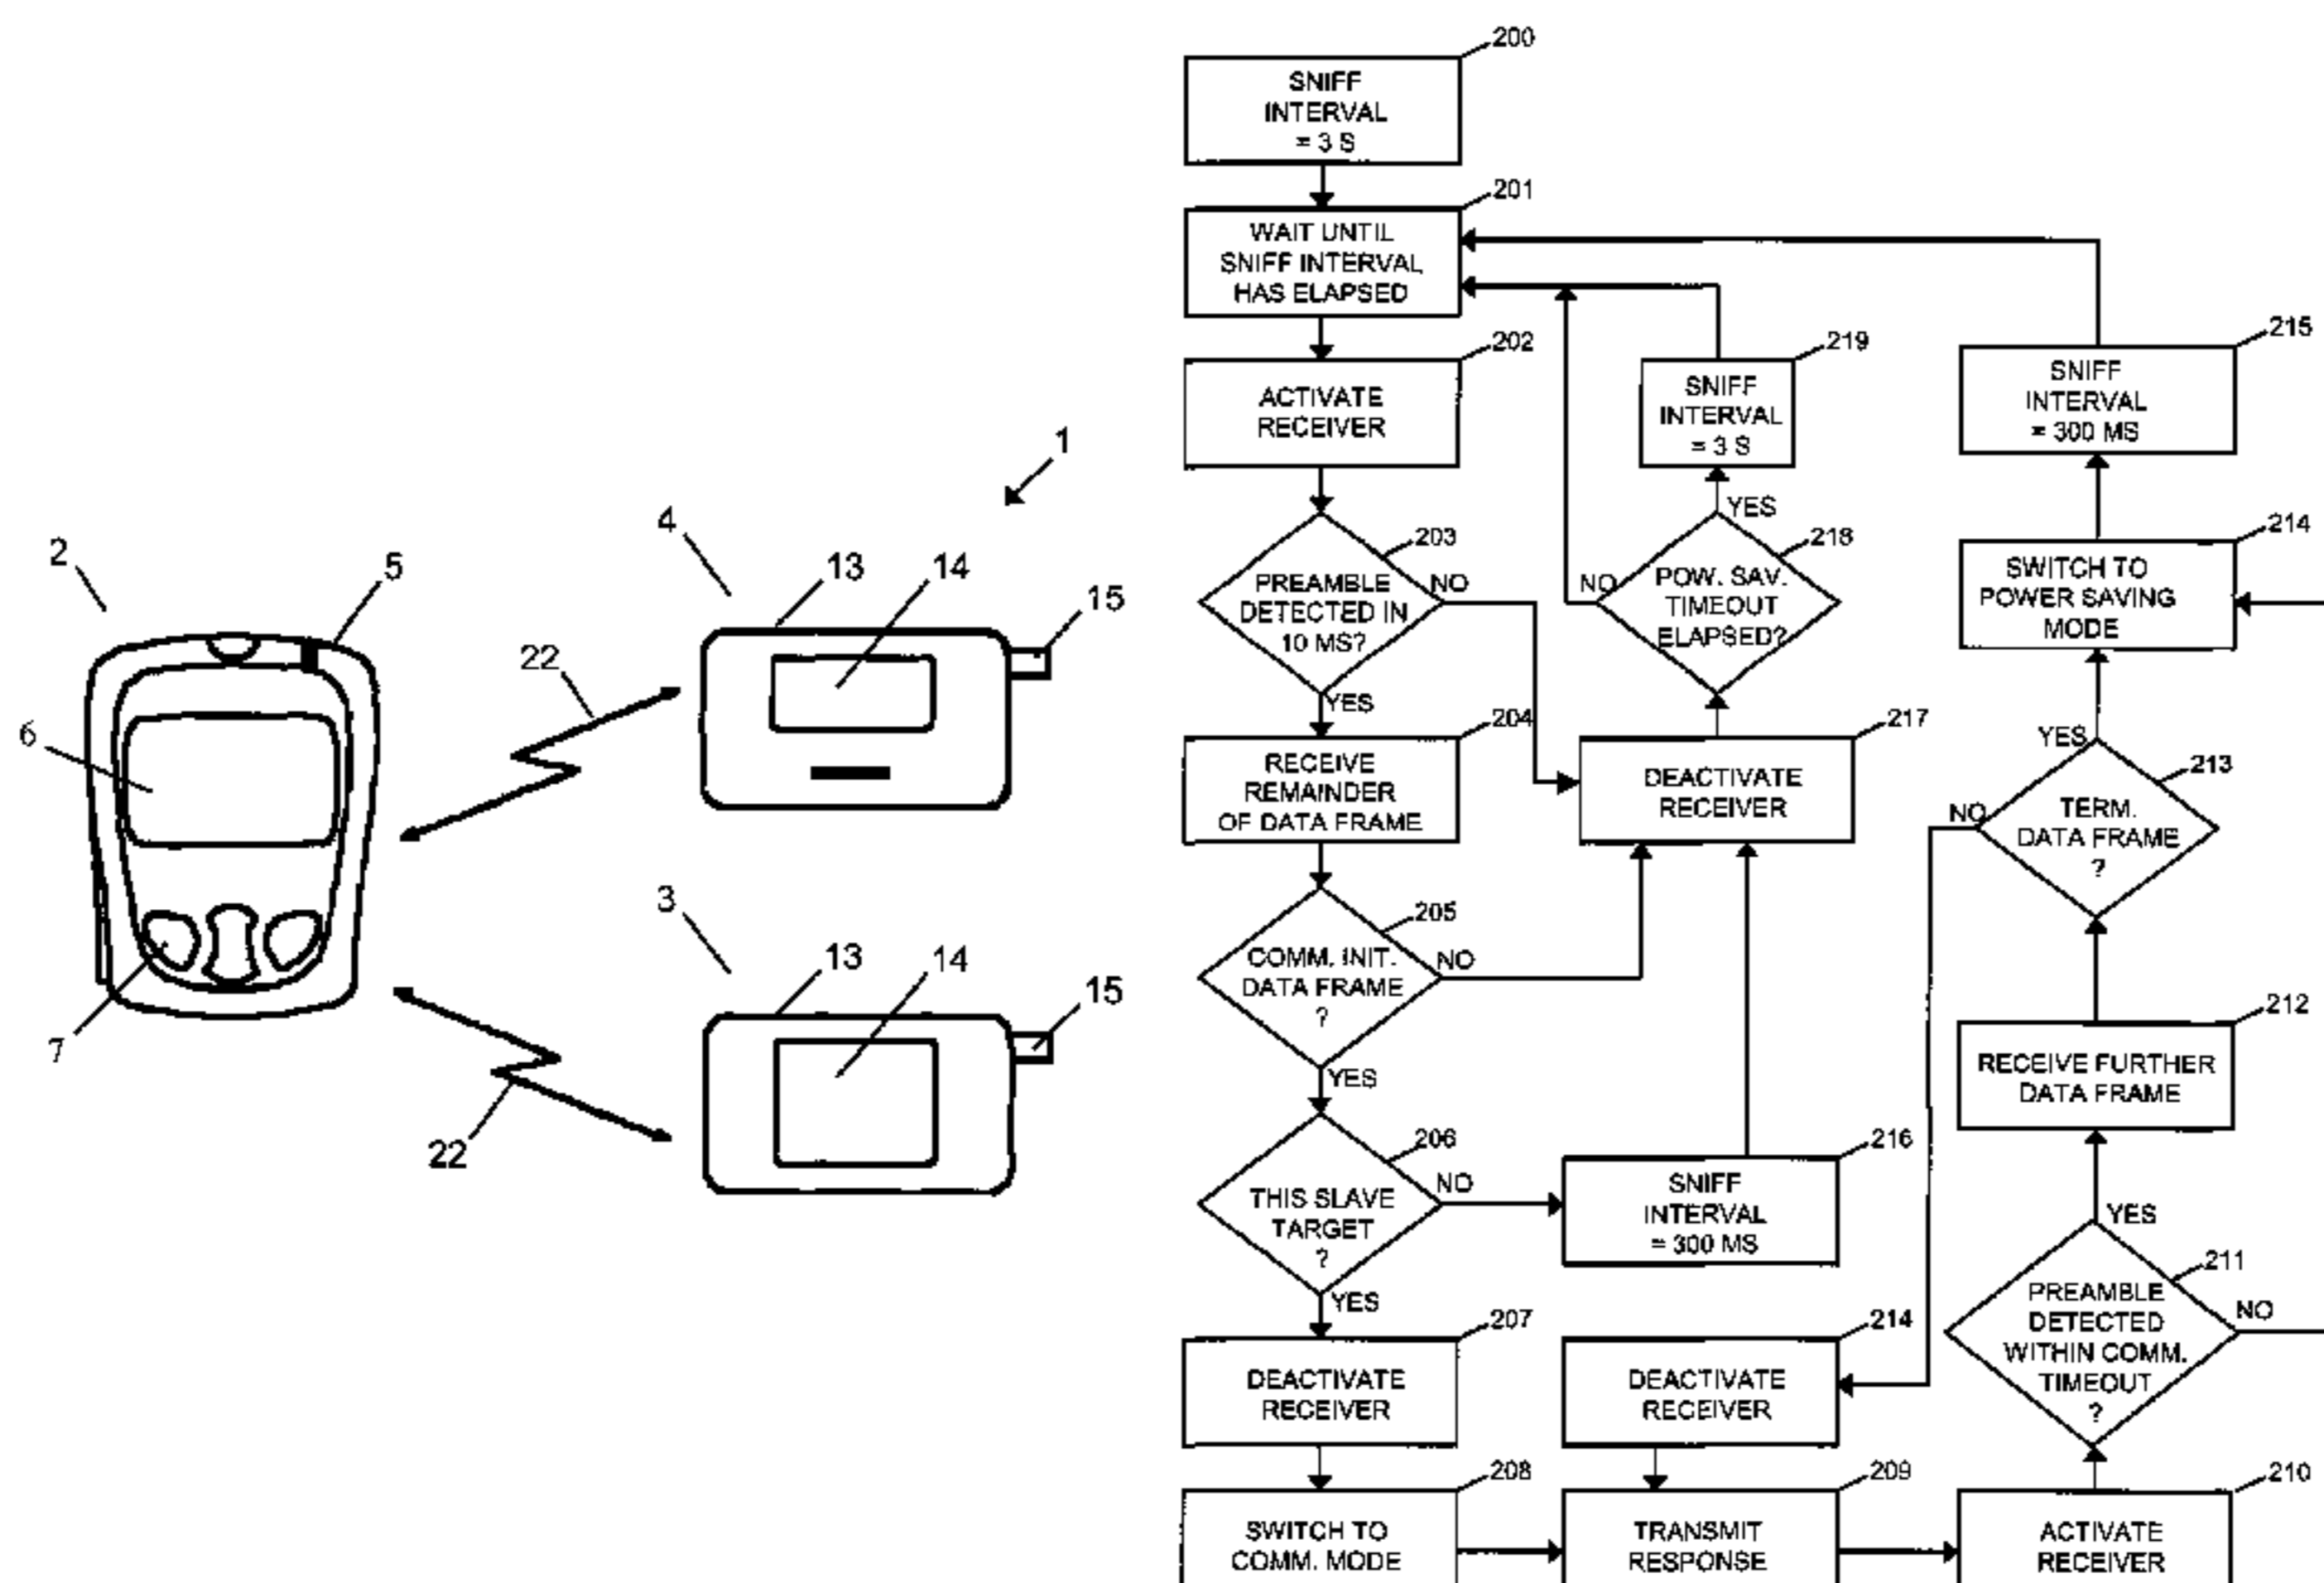 1
2
5
6
7
22
4
13
14
15
3
13
14
15
22
200
SNIFF
INTERVAL
= 3 S
201
WAIT UNTIL
SNIFF INTERVAL
HAS ELAPSED
202
ACTIVATE
RECEIVER
203
PREAMBLE
DETECTED IN
10 MS?
NO
YES
204
RECEIVE
REMAINDER
OF DATA FRAME
205
COMM. INIT.
DATA FRAME
?
NO
YES
206
THIS SLAVE
TARGET
?
NO
YES
207
DEACTIVATE
RECEIVER
208
SWITCH TO
COMM. MODE
219
SNIFF
INTERVAL
= 3 S
YES
218
NO
POW. SAV.
TIMEOUT
ELAPSED?
217
DEACTIVATE
RECEIVER
216
SNIFF
INTERVAL
= 300 MS
214
DEACTIVATE
RECEIVER
209
TRANSMIT
RESPONSE
215
SNIFF
INTERVAL
= 300 MS
214
SWITCH TO
POWER SAVING
MODE
YES
213
NO
TERM.
DATA FRAME
?
212
RECEIVE FURTHER
DATA FRAME
YES
211
PREAMBLE
DETECTED
WITHIN COMM.
TIMEOUT
?
NO
210
ACTIVATE
RECEIVER